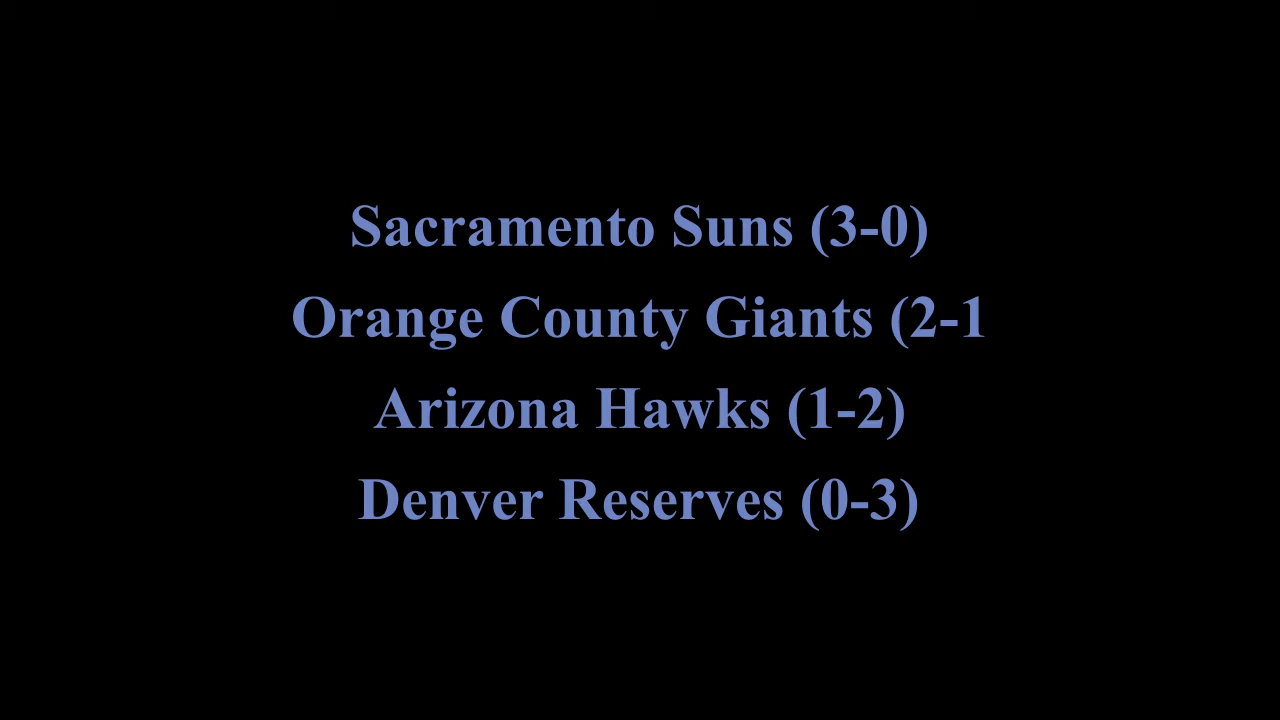 Sacramento Suns (3-0)
Orange County Giants (2-1
Arizona Hawks (1-2)
Denver Reserves (0-3)